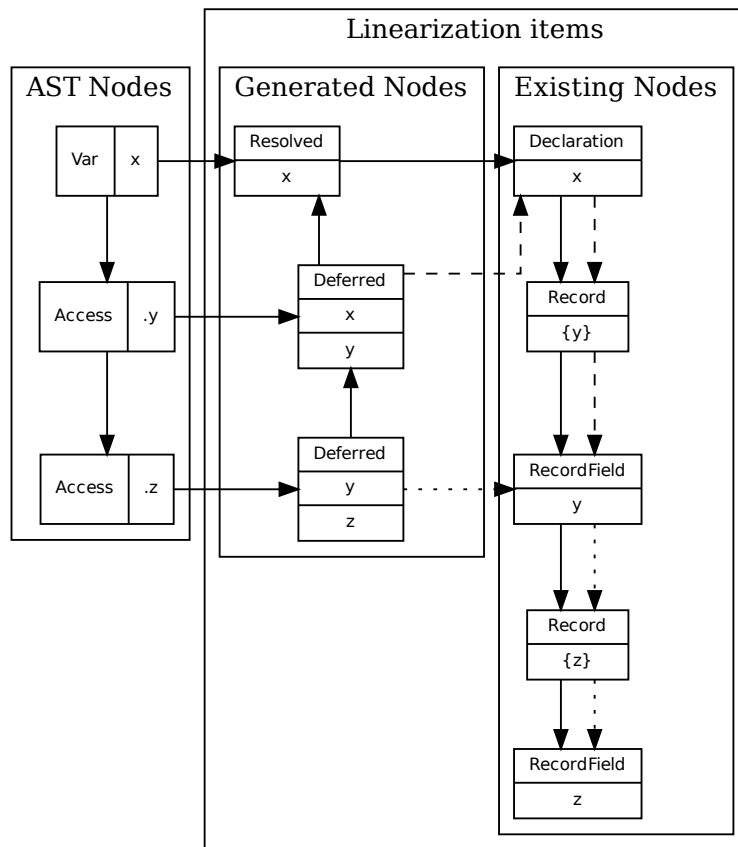 Linearization items
AST Nodes
Generated Nodes
Existing Nodes
Var x
Resolved
x
Declaration
x
Access .y
Deferred
x
y
Record
{y}
Access .z
Deferred
y
z
RecordField
y
Record
{z}
RecordField
z